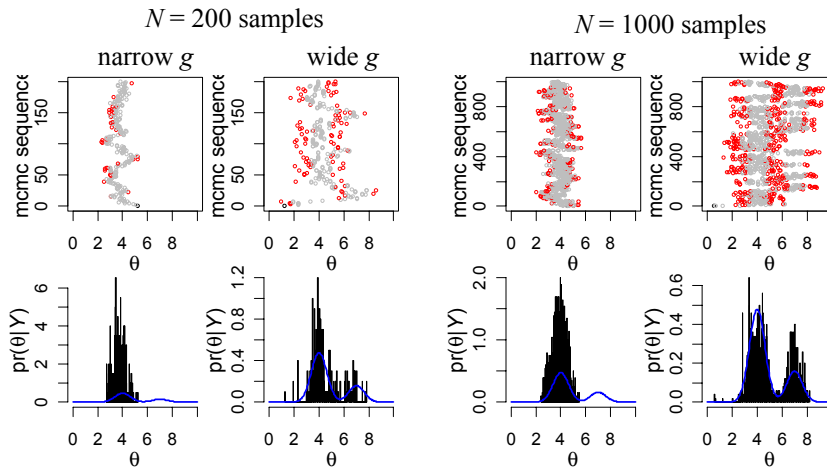 N = 200 samples
N = 1000 samples
narrow g
wide g
narrow g
wide g
mcmc sequence
0 50 150
0 2 4 6 8
θ
mcmc sequence
0 50 150
0 2 4 6 8
θ
mcmc sequence
0 400 800
0 2 4 6 8
θ
mcmc sequence
0 400 800
0 2 4 6 8
θ
pr(θ|Y)
0 2 4 6
0 2 4 6 8
θ
pr(θ|Y)
0.0 0.4 0.8 1.2
0 2 4 6 8
θ
pr(θ|Y)
0.0 1.0 2.0
0 2 4 6 8
θ
pr(θ|Y)
0.0 0.2 0.4 0.6
0 2 4 6 8
θ